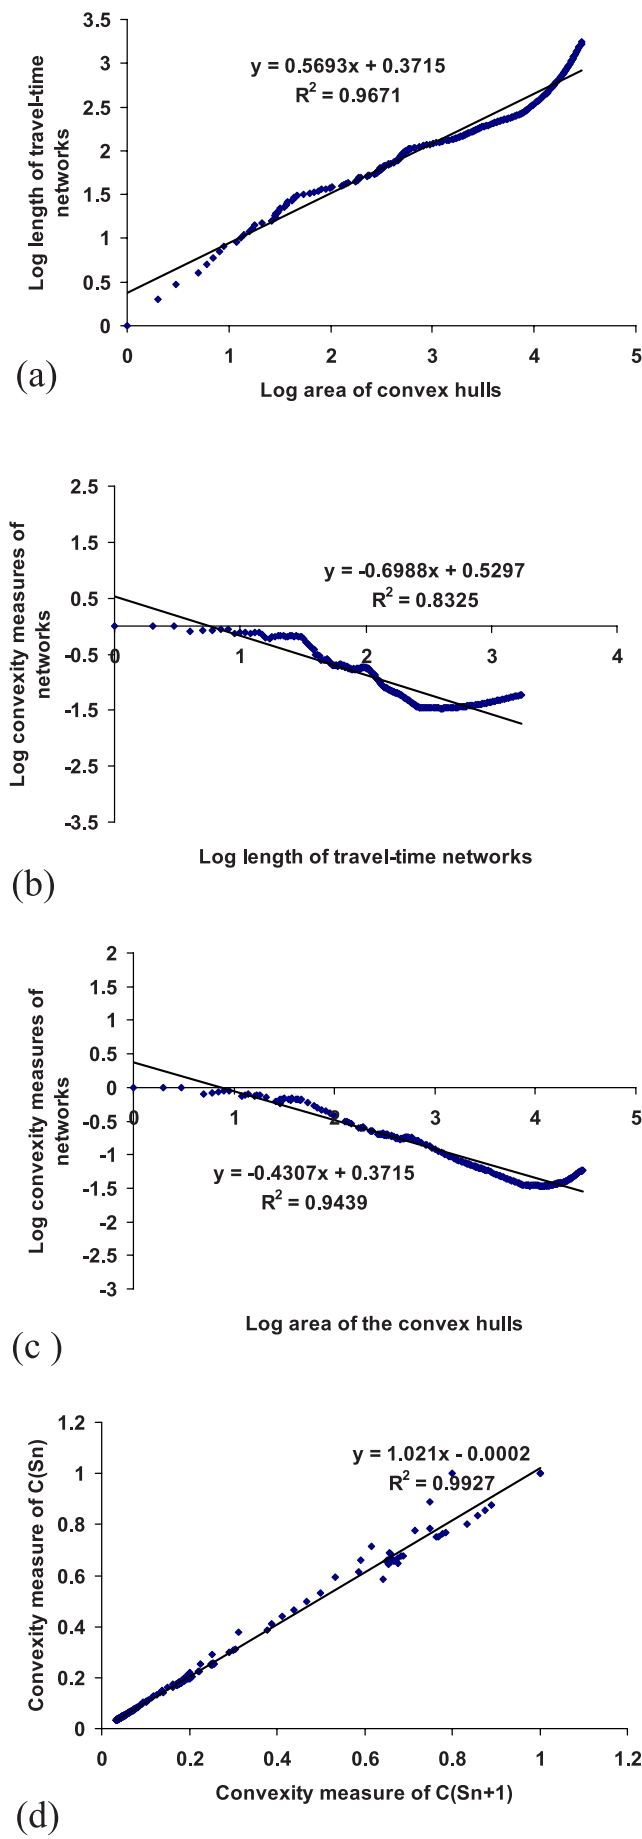 3.5
3
2.5
2
1.5
1
0.5
0
0 1 2 3 4 5
y = 0.5693x + 0.3715
R² = 0.9671
Log length of travel-time
networks
Log area of convex hulls
(a)
2.5
1.5
0.5
-0.5
-1.5
-2.5
-3.5
0 1 2 3 4
y = -0.6988x + 0.5297
R² = 0.8325
Log convexity measures of
networks
Log length of travel-time networks
(b)
2
1.5
1
0.5
0
-0.5
-1
-1.5
-2
-2.5
-3
0 1 2 3 4 5
y = -0.4307x + 0.3715
R² = 0.9439
Log convexity measures of
networks
Log area of the convex hulls
(c )
1.2
1
0.8
0.6
0.4
0.2
0
0 0.2 0.4 0.6 0.8 1 1.2
y = 1.021x - 0.0002
R² = 0.9927
Convexity measure of C(Sn)
Convexity measure of C(Sn+1)
(d)